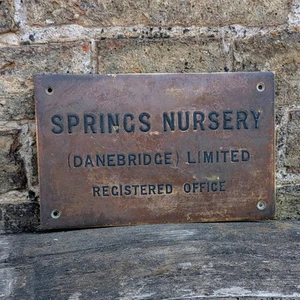 SPRINGS NURSERY
(DANEBRIDGE) LIMITED
REGISTERED OFFICE